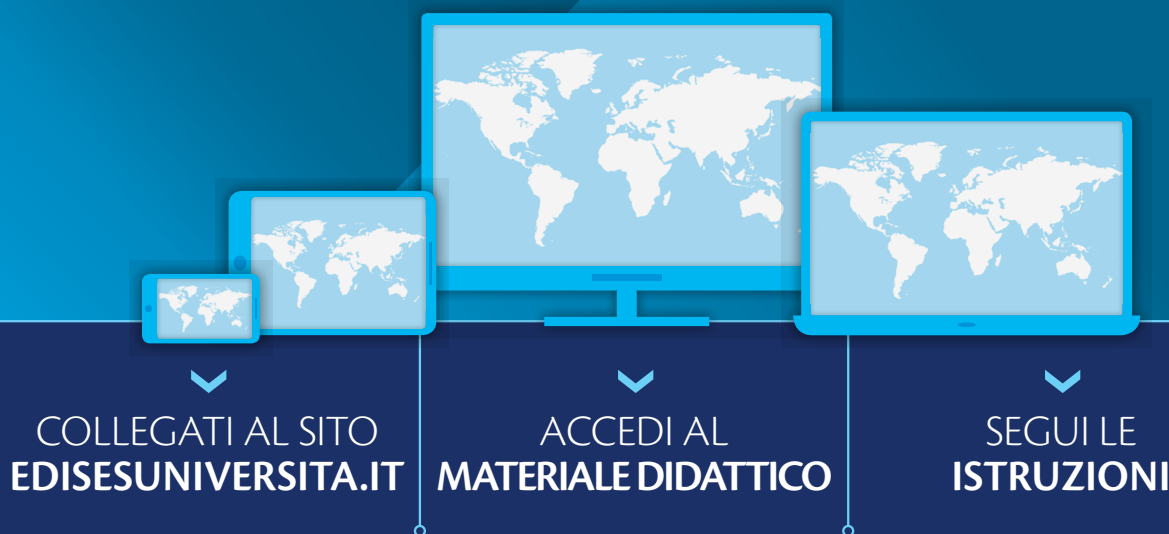 COLLEGATI AL SITO
EDISESUNIVERSITA.IT
ACCEDI AL
MATERIALE DIDATTICO
SEGUI LE
ISTRUZIONI